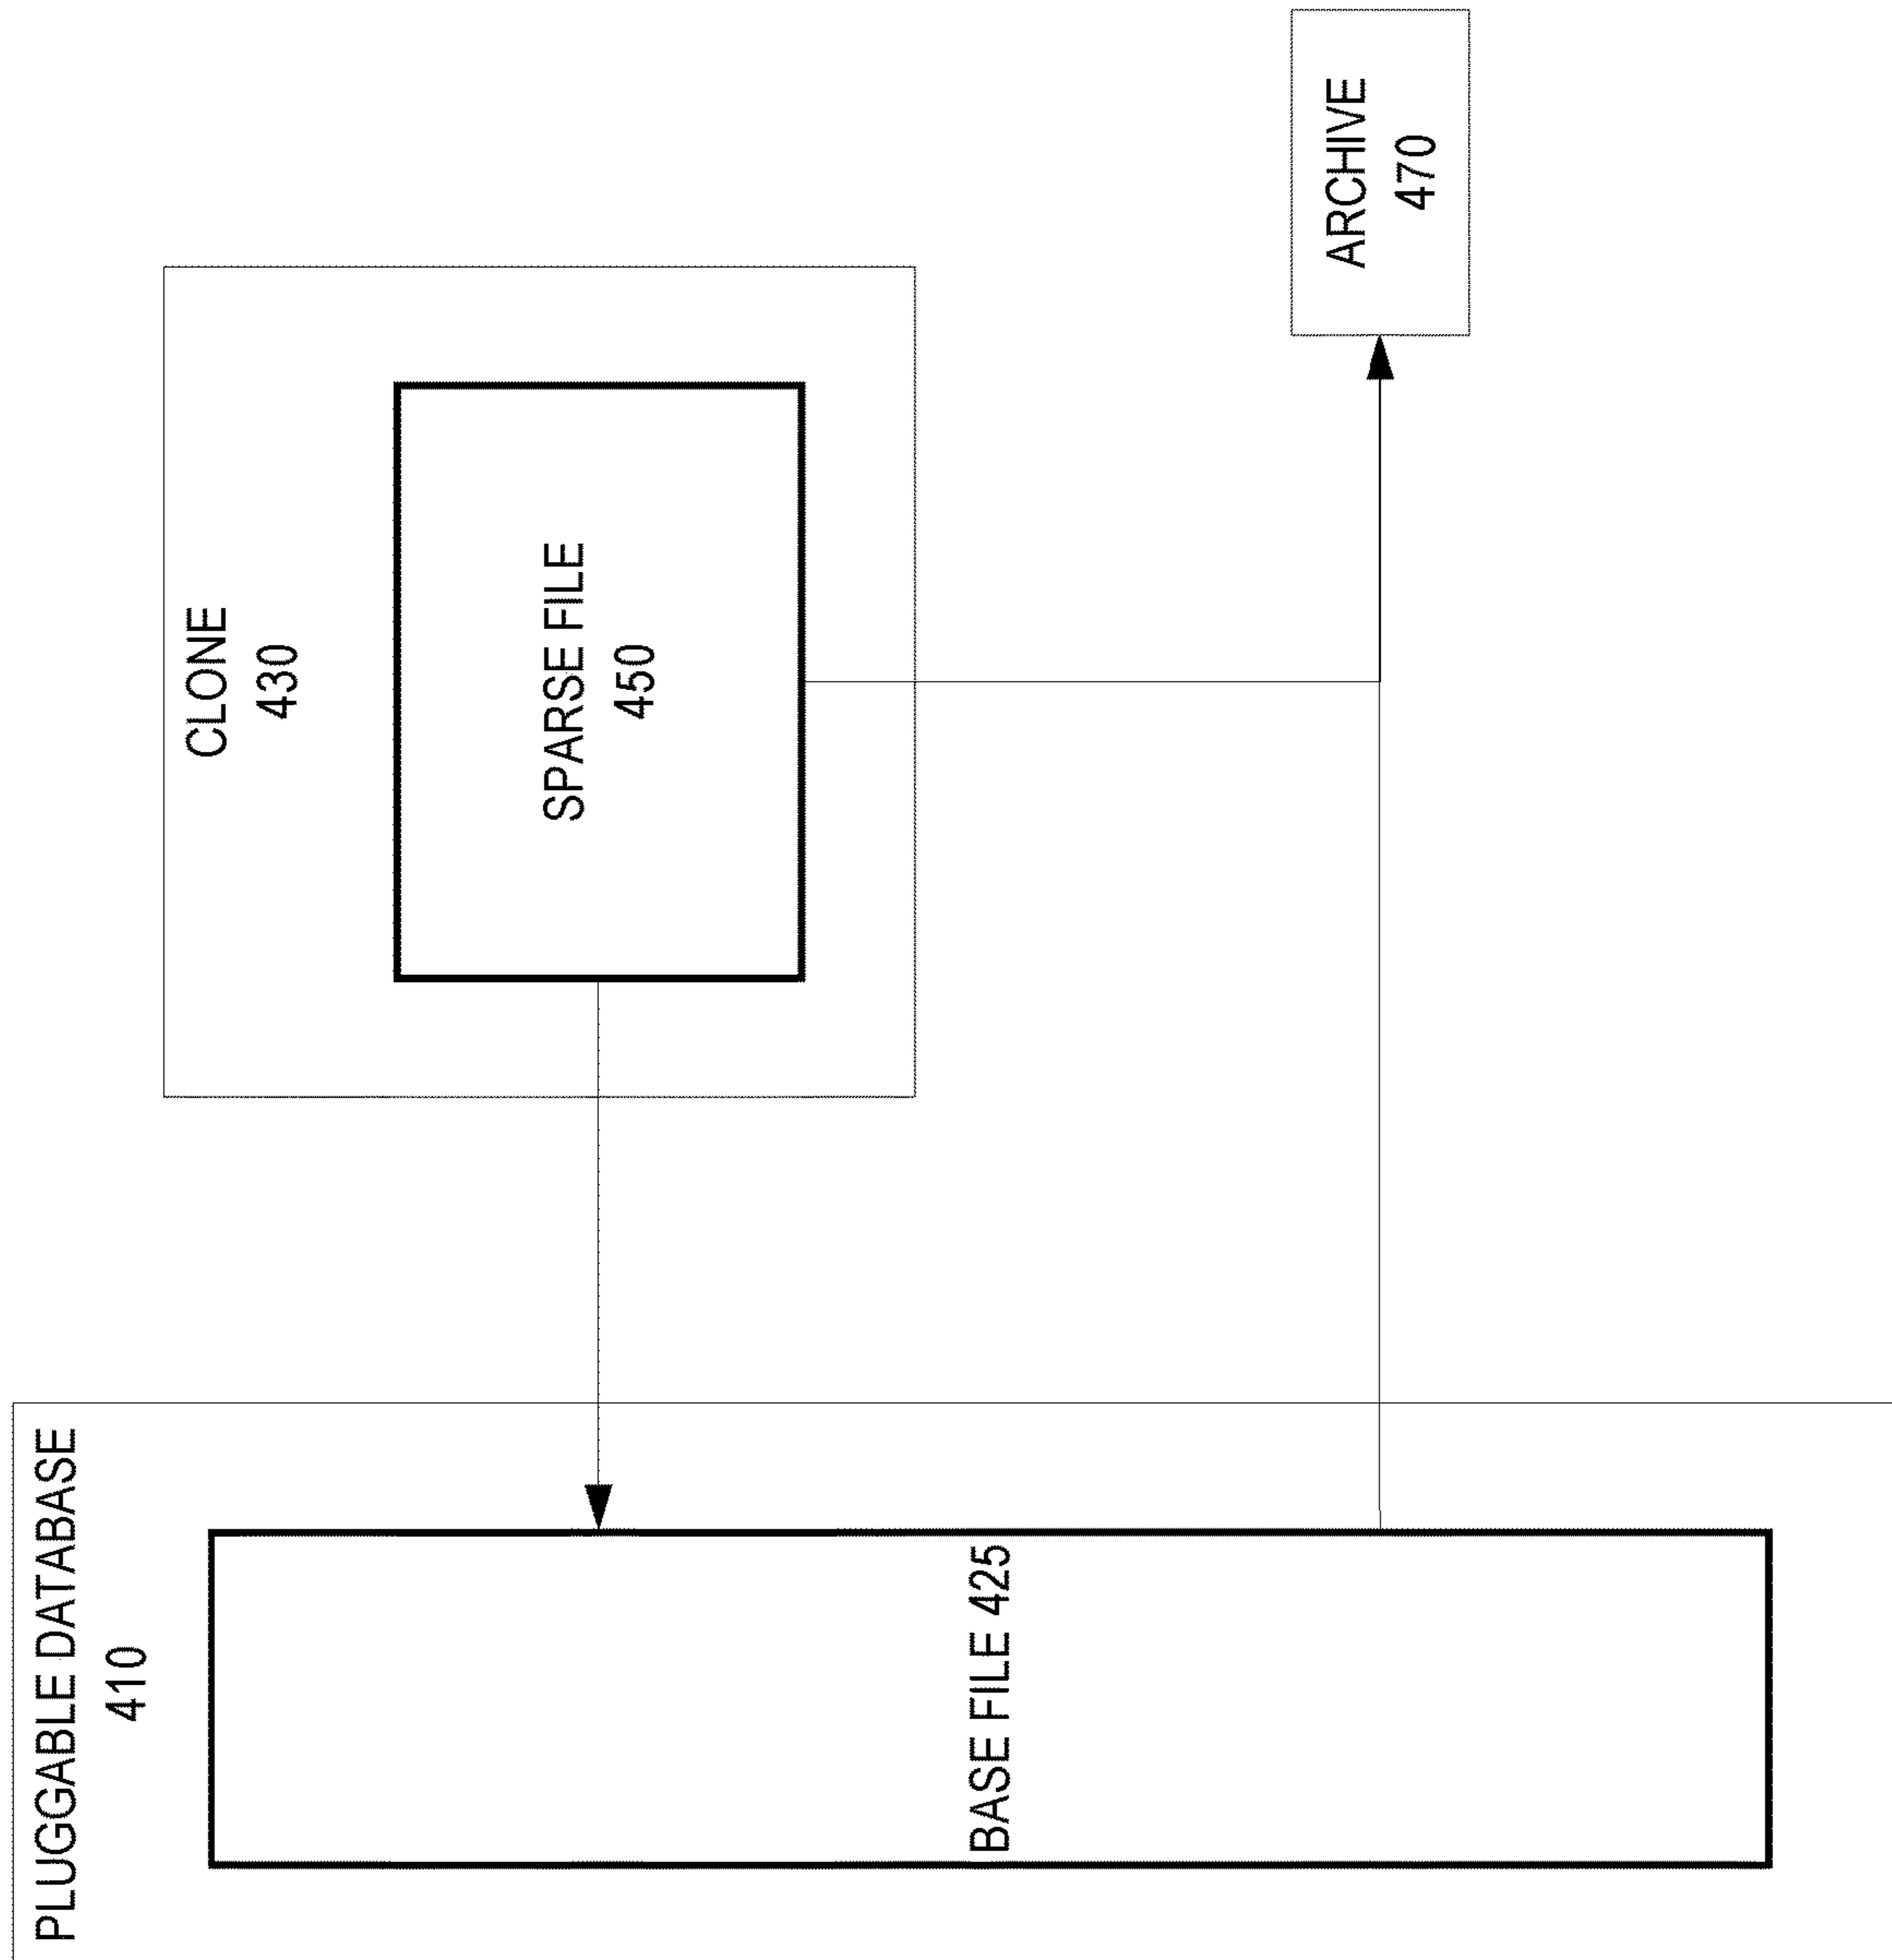 PLUGGABLE DATABASE
410
BASE FILE 425
CLONE
430
SPARSE FILE
450
ARCHIVE
470